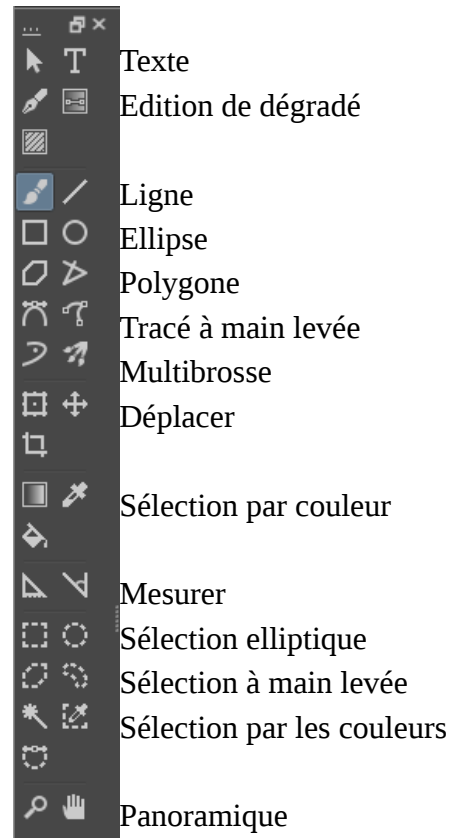 Texte
Edition de dégradé
Ligne
Ellipse
Polygone
Tracé à main levée
Multibrosse
Déplacer
Sélection par couleur
Mesurer
Sélection elliptique
Sélection à main levée
Sélection par les couleurs
Panoramique